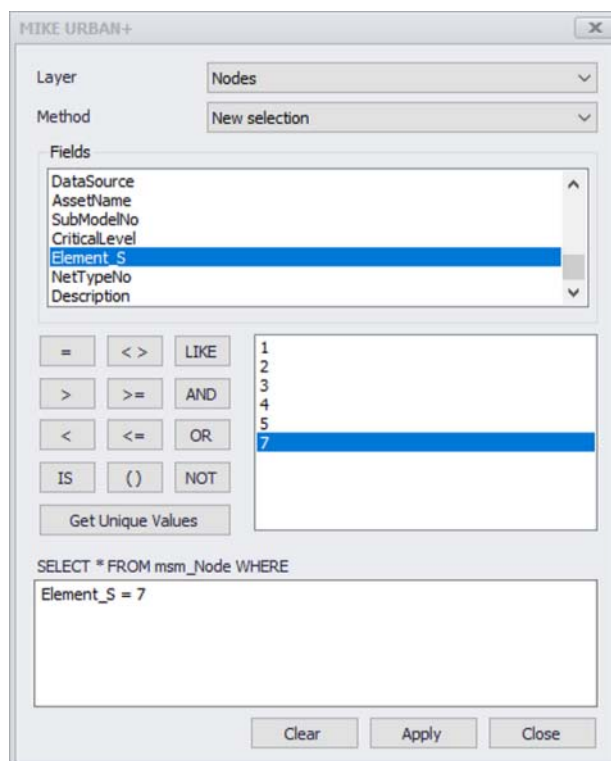 MIKE URBAN+
Layer Nodes
Method New selection
Fields
DataSource
AssetName
SubModelNo
CriticalLevel
Element_S
NetTypeNo
Description
= < > LIKE
> >= AND
< <= OR
IS () NOT
Get Unique Values
1
2
3
4
5
7
SELECT * FROM msm_Node WHERE
Element_S = 7
Clear Apply Close